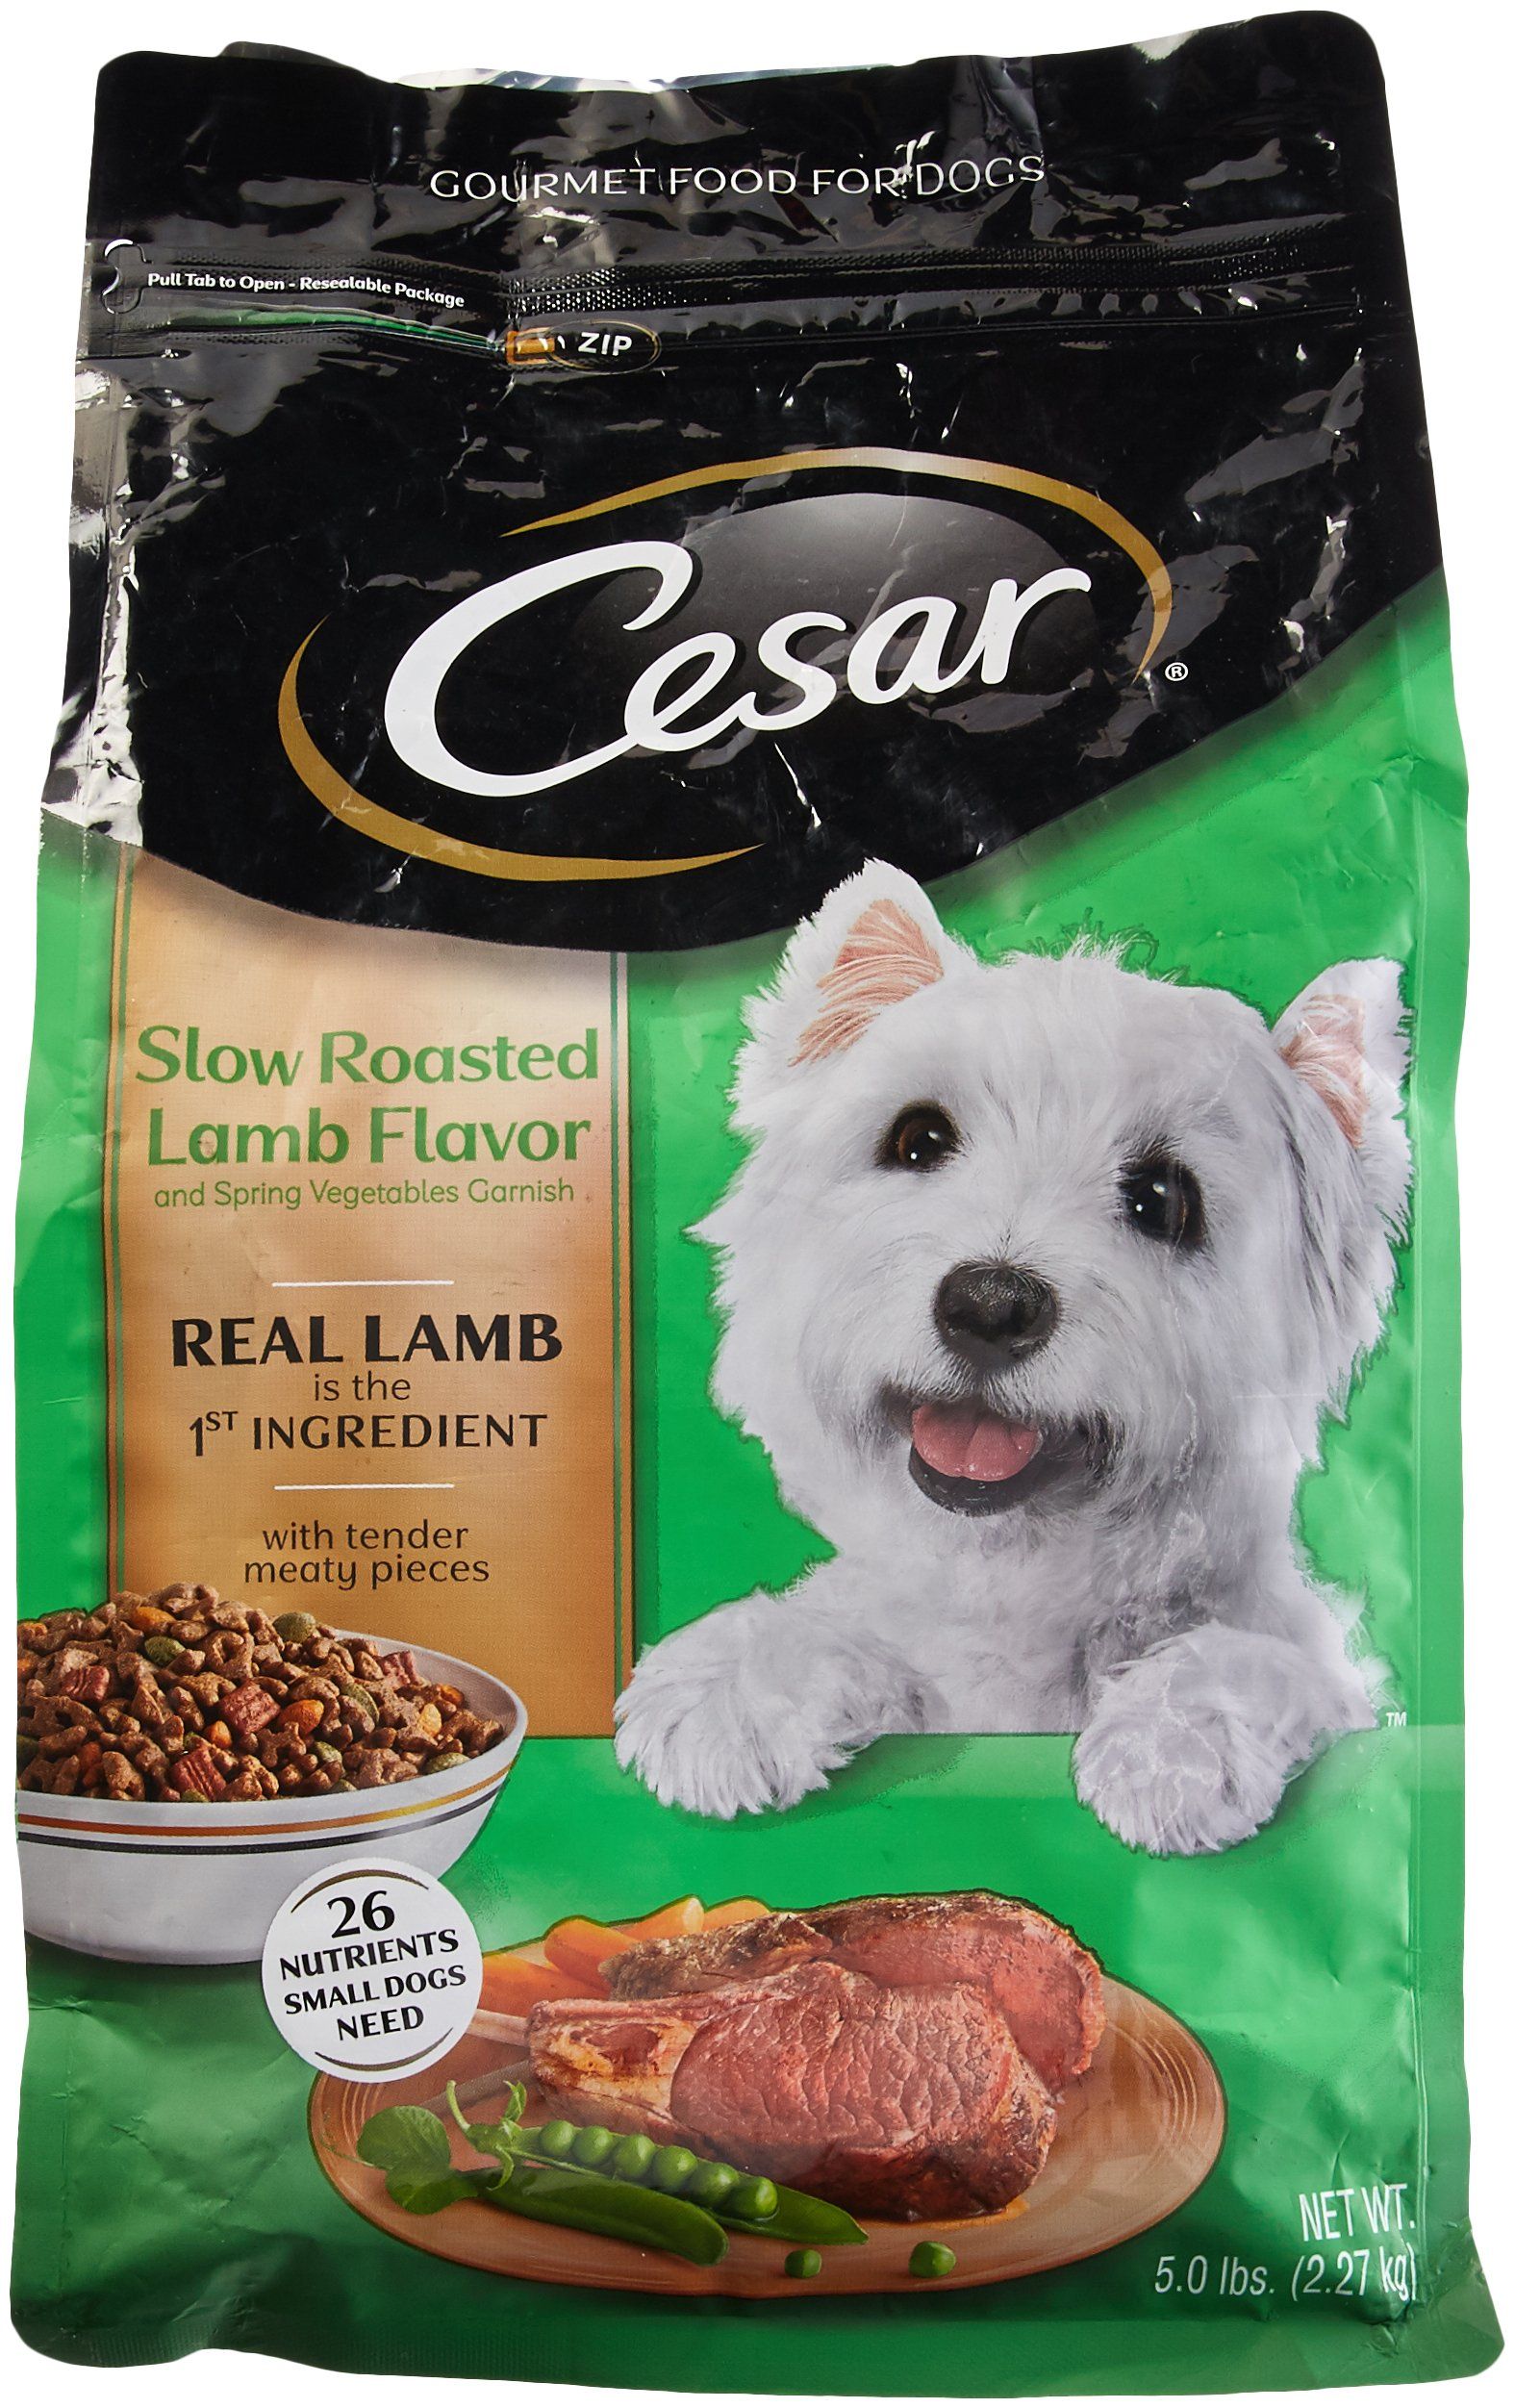 GOURMET FOOD FOR DOGS
Pull Tab to Open - Resealable Package
ZIP
Cesar®
Slow Roasted
Lamb Flavor
and Spring Vegetables Garnish
REAL LAMB
is the
1ST INGREDIENT
with tender
meaty pieces
TM
26
NUTRIENTS
SMALL DOGS
NEED
NET WT.
5.0 lbs. (2.27 kg)